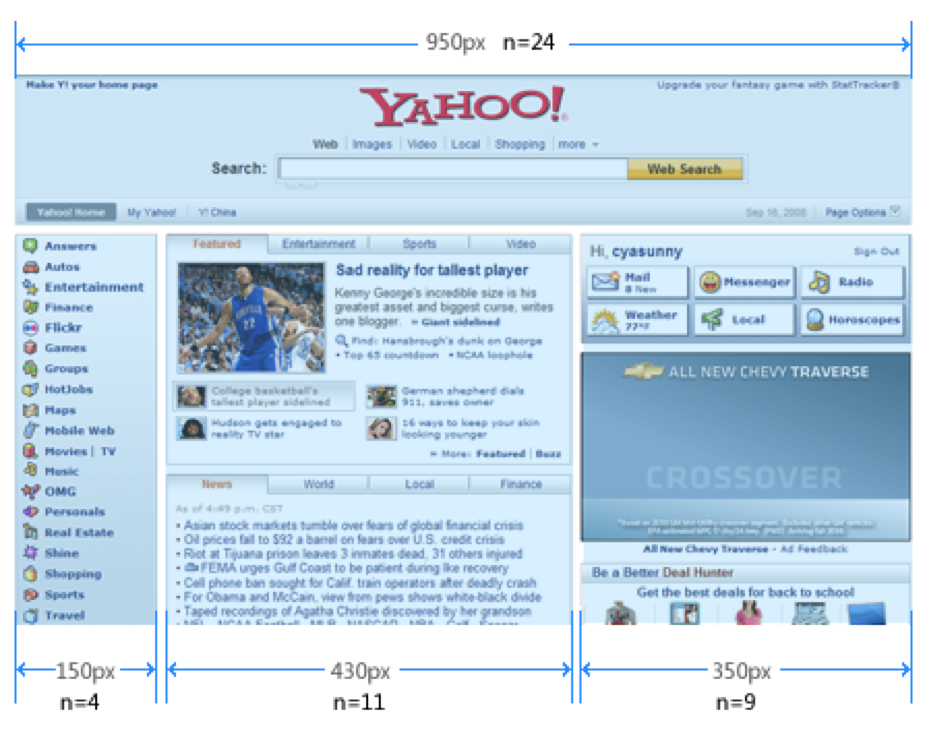 950px n=24
Make Y! your home page
Upgrade your fantasy game with StatTracker®
YAHOO!®
Web | Images | Video | Local | Shopping | more
Search:
Web Search
Yahoo! Home
My Yahoo!
Y! China
Sep 16, 2008
Page Options
Answers
Autos
Entertainment
Finance
Flickr
Games
Groups
HotJobs
Maps
Mobile Web
Movies | TV
Music
OMG
Personals
Real Estate
Shine
Shopping
Sports
Travel
Featured
Entertainment
Sports
Video
Sad reality for tallest player
Kenny George's incredible size is his
greatest asset and biggest curse, writes
one blogger. » Giant sidelined
Find: Hansbrough's dunk on George
• Top 65 countdown • NCAA loophole
College basketball's
tallest player sidelined
German shepherd dials
911, saves owner
Hudson gets engaged to
reality TV star
16 ways to keep your skin
looking younger
» More: Featured | Buzz
News
World
Local
Finance
As of 4:49 p.m. CST
• Asian stock markets tumble over fears of global financial crisis
• Oil prices fall to $92 a barrel on fears over U.S. credit crisis
• Riot at Tijuana prison leaves 3 inmates dead, 31 others injured
• FEMA urges Gulf Coast to be patient during Ike recovery
• Cell phone ban sought for Calif. train operators after deadly crash
• For Obama and McCain, view from pews shows white-black divide
• Taped recordings of Agatha Christie discovered by her grandson
Hi, cyasunny
Sign Out
Mail
8 New
Messenger
Radio
Weather
77°F
Local
Horoscopes
ALL NEW CHEVY TRAVERSE
CROSSOVER
All New Chevy Traverse - Ad Feedback
Be a Better Deal Hunter
Get the best deals for back to school
150px
n=4
430px
n=11
350px
n=9